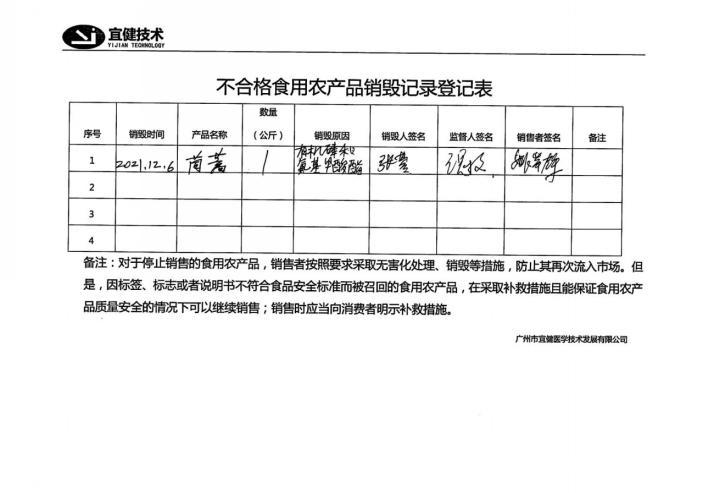 宜健技术
YIJIAN TECHNOLOGY
不合格食用农产品销毁记录登记表
序号 销毁时间 产品名称 数量（公斤） 销毁原因 销毁人签名 监督人签名 销售者签名 备注
1 2021.12.6 茼蒿 1 有机磷和氨基甲酸酯
2
3
4
备注：对于停止销售的食用农产品，销售者按照要求采取无害化处理、销毁等措施，防止其再次流入市场。但
是，因标签、标志或者说明书不符合食品安全标准而被召回的食用农产品，在采取补救措施且能保证食用农产
品质量安全的情况下可以继续销售；销售时应当向消费者明示补救措施。
广州市宜健医学技术发展有限公司